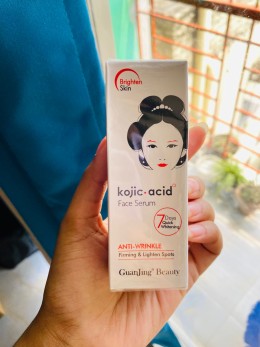 Brighten
Skin
kojic·acid
Face Serum
7 Days
Quick
Whitening
ANTI-WRINKLE
Firming & Lighten Spots
GuanJing® Beauty